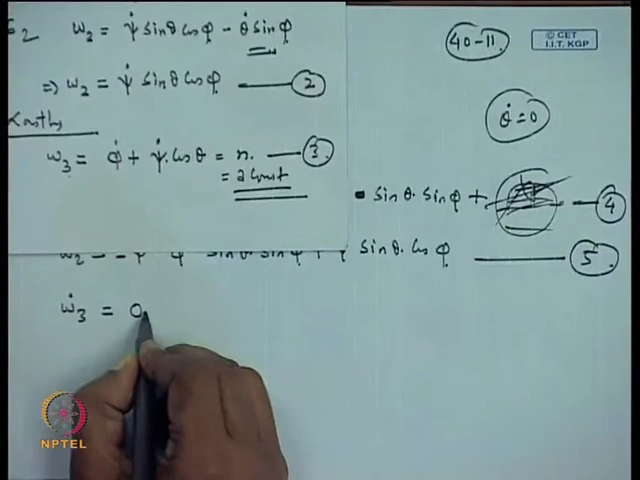 ω₂ = ψ̇ sinθ cosφ - θ̇ sinφ
⇒ ω₂ = ψ̇ sinθ cosφ — 2
ω₃ = φ̇ + ψ̇ cosθ = n. — 3
= a const
40-11
© CET
I.I.T. KGP
θ̇ = 0
sinθ. sinφ + — 4
sinθ. cosφ — 5
ω̇₃ = 0
NPTEL